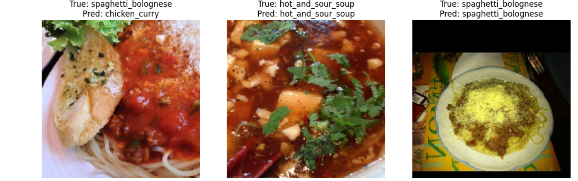 True: spaghetti_bolognese
Pred: chicken_curry
True: hot_and_sour_soup
Pred: hot_and_sour_soup
True: spaghetti_bolognese
Pred: spaghetti_bolognese